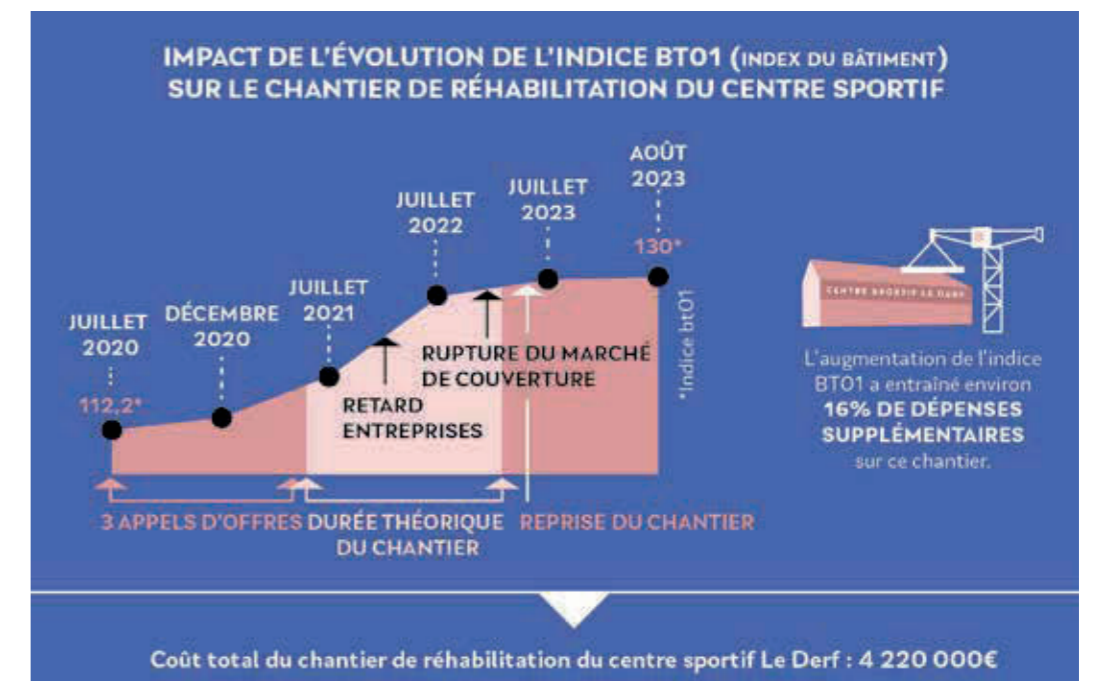 IMPACT DE L'ÉVOLUTION DE L'INDICE BT01 (INDEX DU BÂTIMENT)
SUR LE CHANTIER DE RÉHABILITATION DU CENTRE SPORTIF
AOÛT
2023
JUILLET
2023
JUILLET
2022
130*
JUILLET
2021
DÉCEMBRE
2020
JUILLET
2020
112,2*
CENTRE SPORTIF LE DERF
*Indice bt01
RUPTURE DU MARCHÉ
DE COUVERTURE
RETARD
ENTREPRISES
L'augmentation de l'indice
BT01 a entraîné environ
16% DE DÉPENSES
SUPPLÉMENTAIRES
sur ce chantier.
3 APPELS D'OFFRES
DURÉE THÉORIQUE
DU CHANTIER
REPRISE DU CHANTIER
Coût total du chantier de réhabilitation du centre sportif Le Derf : 4 220 000€